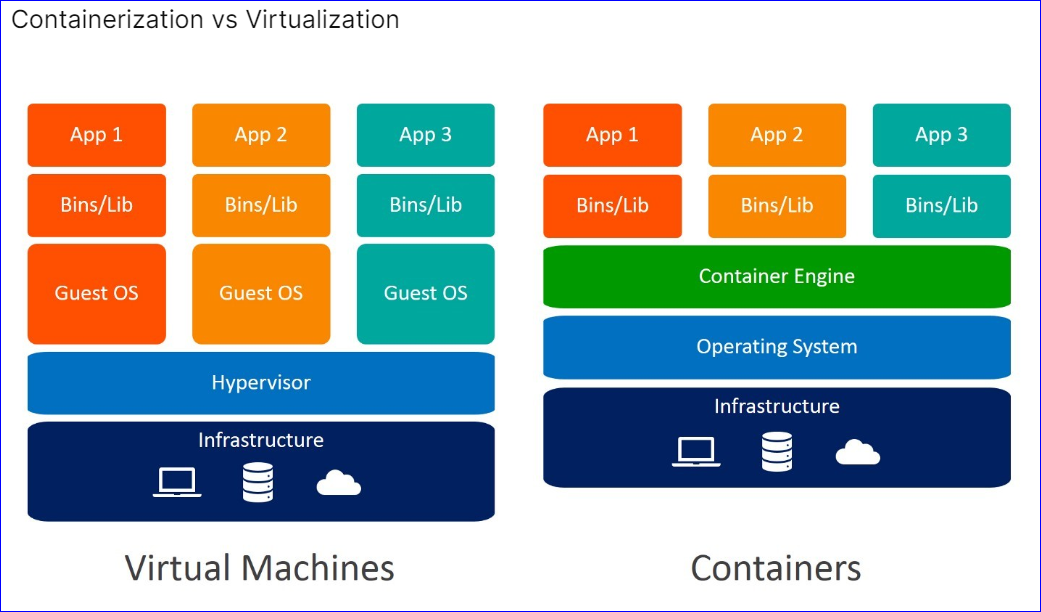 Containerization vs Virtualization
App 1
App 2
App 3
Bins/Lib
Bins/Lib
Bins/Lib
Guest OS
Guest OS
Guest OS
Hypervisor
Infrastructure
Virtual Machines
App 1
App 2
App 3
Bins/Lib
Bins/Lib
Bins/Lib
Container Engine
Operating System
Infrastructure
Containers